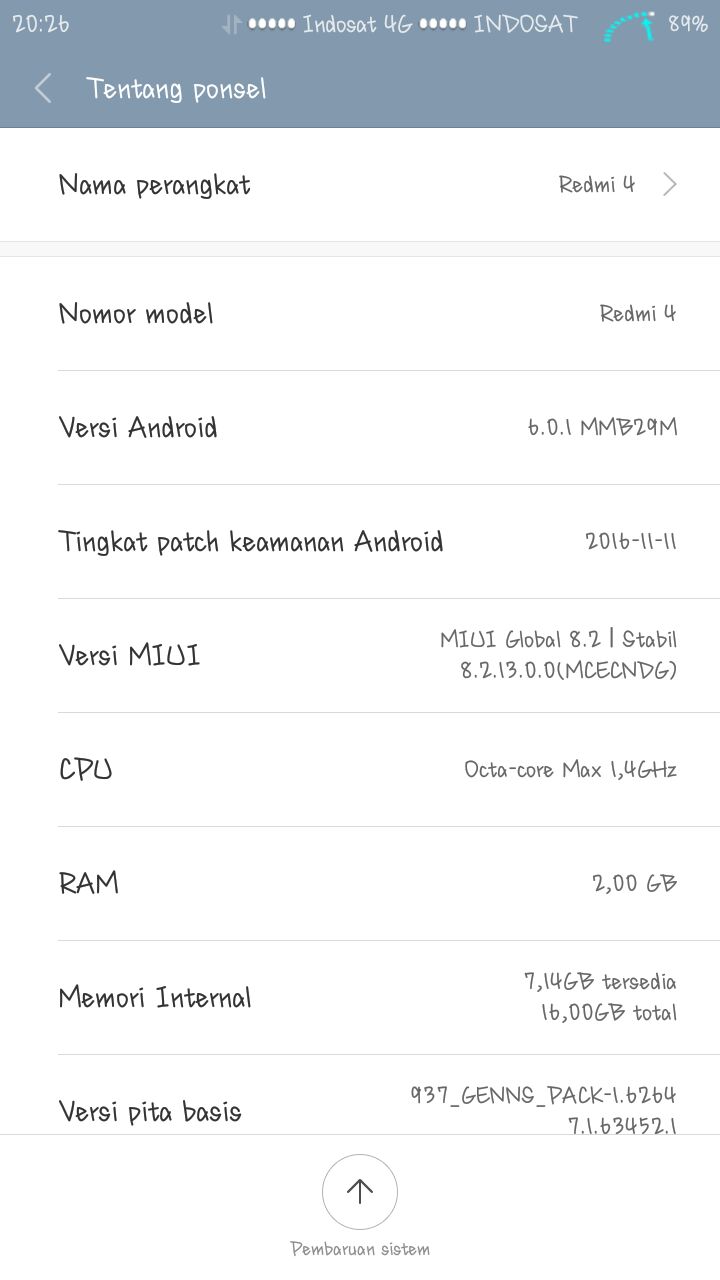 20:26 Indosat 4G INDOSAT 89%
Tentang ponsel
Nama perangkat Redmi 4
Nomor model Redmi 4
Versi Android 6.0.1 MMB29M
Tingkat patch keamanan Android 2016-11-11
Versi MIUI MIUI Global 8.2 | Stabil
8.2.13.0.0(MCECNDG)
CPU Octa-core Max 1,4GHz
RAM 2,00 GB
Memori Internal 7,14GB tersedia
16,00GB total
Versi pita basis 937_GENNS_PACK-1.6264
7.1.63452.1
Pembaruan sistem